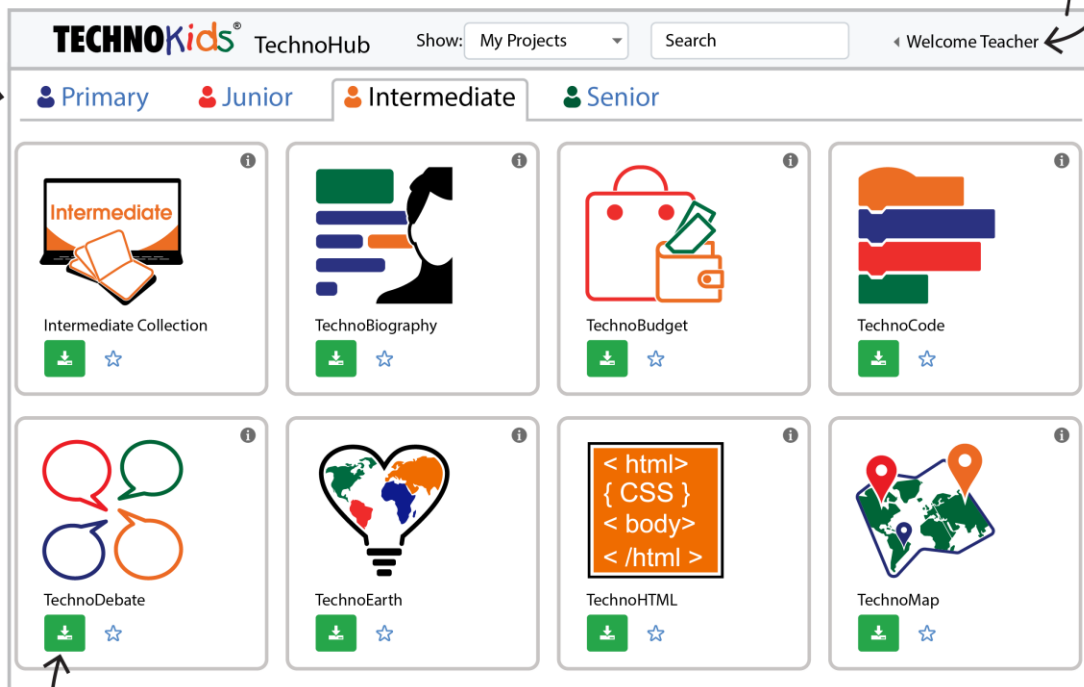 TECHNOKids® TechnoHub Show: My Projects Search Welcome Teacher
Primary Junior Intermediate Senior
Intermediate
Intermediate Collection
TechnoBiography
TechnoBudget
TechnoCode
< html>
{ CSS }
< body>
< /html >
TechnoDebate
TechnoEarth
TechnoHTML
TechnoMap